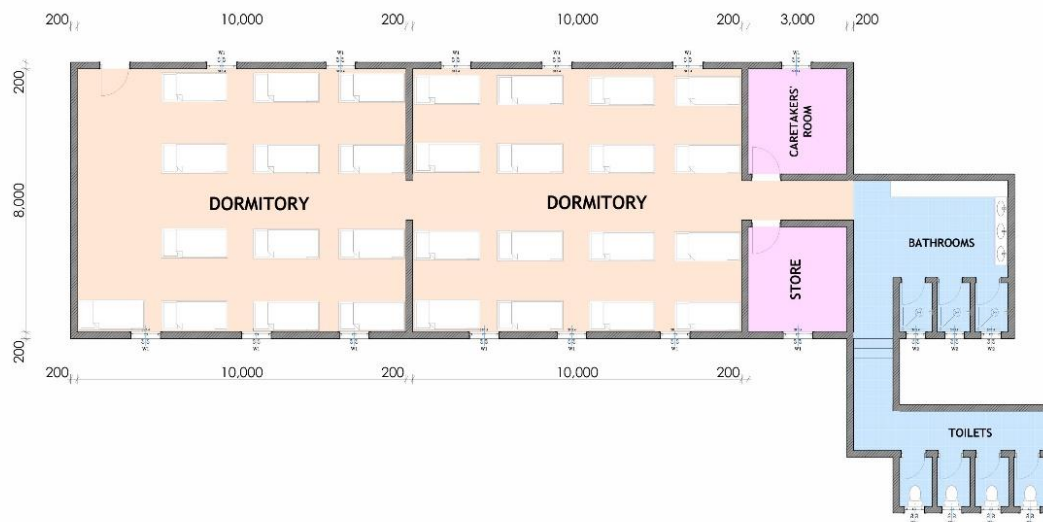 200 10,000 200 10,000 200 3,000 200
200
8,000
200
DORMITORY
DORMITORY
CARETAKERS'
ROOM
STORE
BATHROOMS
TOILETS
200 10,000 200 10,000 200